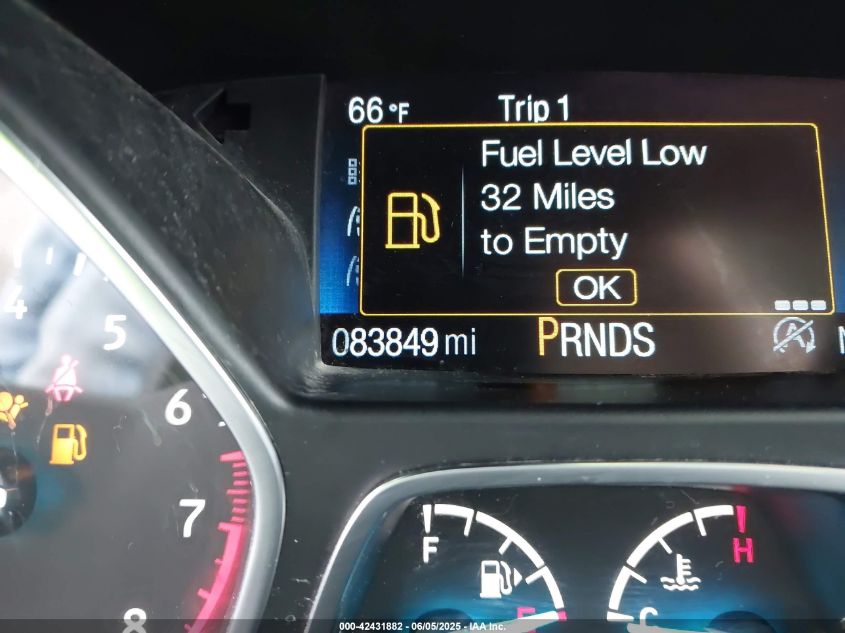 66°F Trip 1
Fuel Level Low
32 Miles
to Empty
OK
083849 mi PRNDS
4
5
6
7
8
F
H
E
C
000-42431882 - 06/05/2025 - IAA Inc.